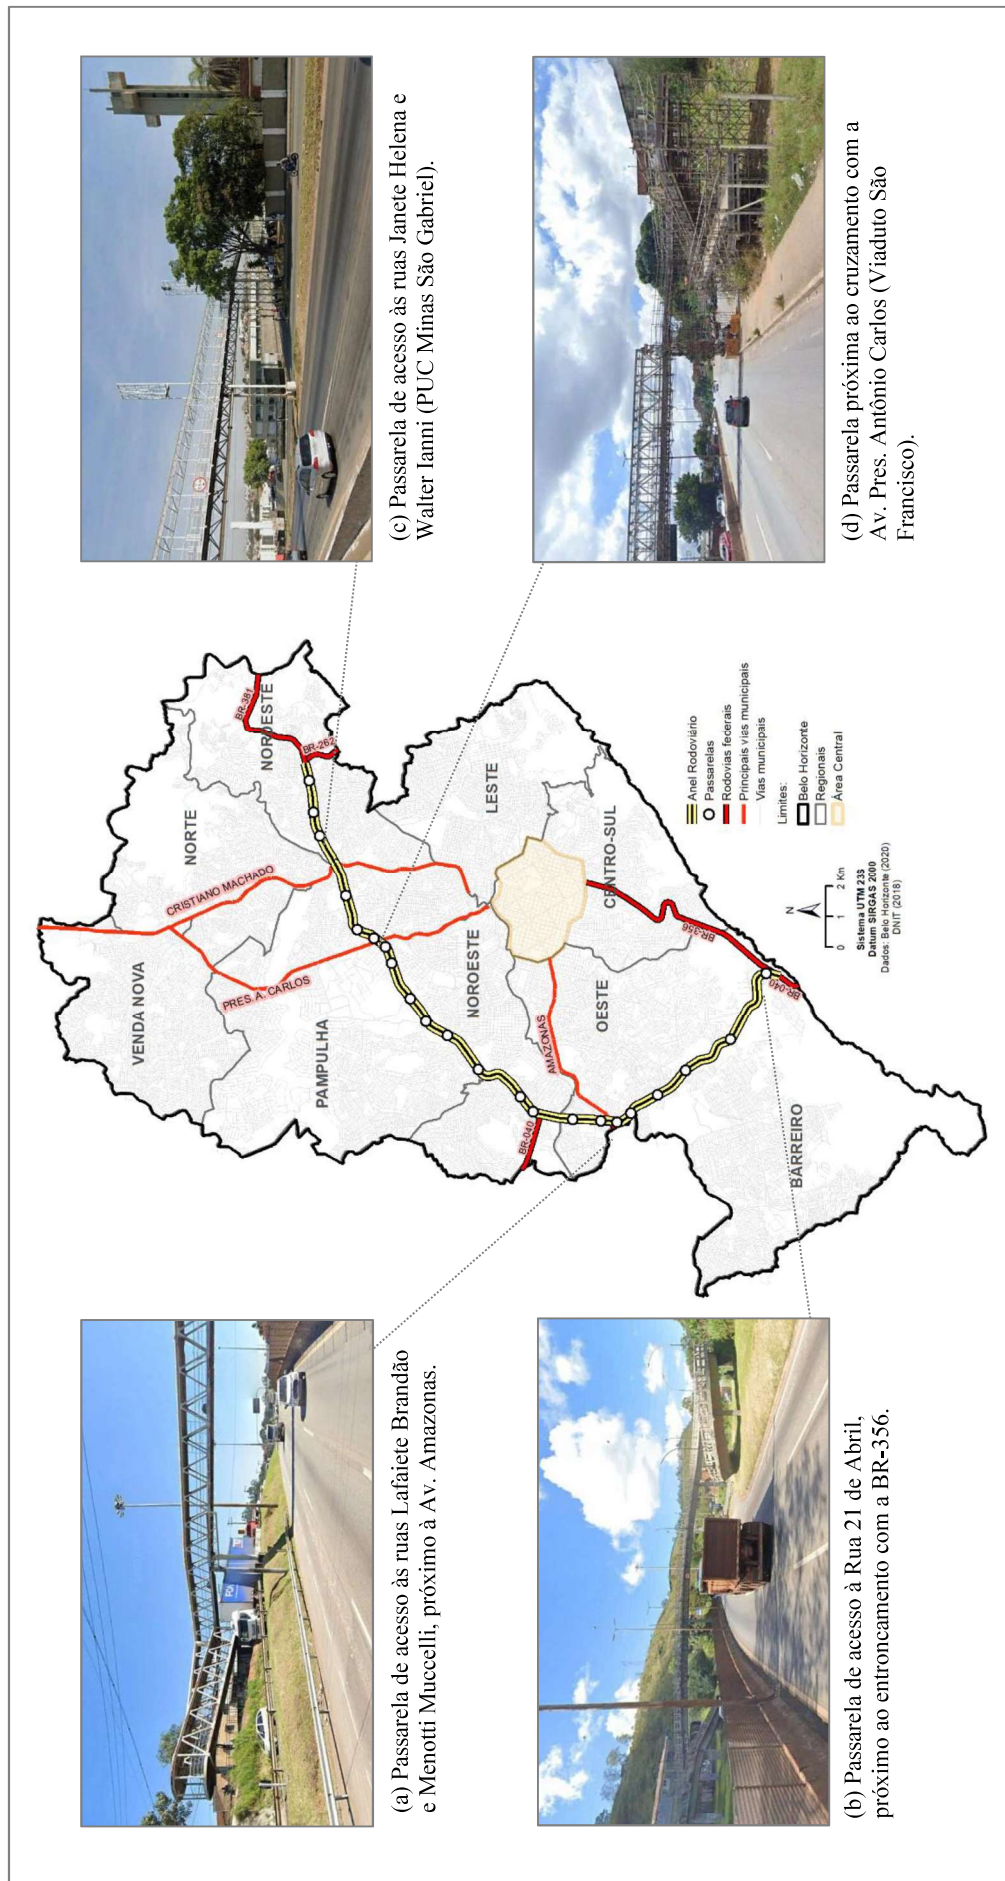 (a) Passarela de acesso às ruas Lafaiete Brandão
e Menotti Muccelli, próximo à Av. Amazonas.
(b) Passarela de acesso à Rua 21 de Abril,
próximo ao entroncamento com a BR-356.
VENDA NOVA
NORTE
CRISTIANO MACHADO
PRES. A. CARLOS
PAMPULHA
BR-381
NOROESTE
BR-262
NOROESTE
LESTE
BR-040
AMAZONAS
OESTE
CENTRO-SUL
BR-356
BR-040
BARREIRO
N
0 1 2 Km
Sistema UTM 23S
Datum SIRGAS 2000
Dados: Belo Horizonte (2020)
DNIT (2018)
Anel Rodoviário
Passarelas
Rodovias federais
Principais vias municipais
Vias municipais
Limites:
Belo Horizonte
Regionais
Área Central
(c) Passarela de acesso às ruas Janete Helena e
Walter Ianni (PUC Minas São Gabriel).
(d) Passarela próxima ao cruzamento com a
Av. Pres. Antônio Carlos (Viaduto São
Francisco).